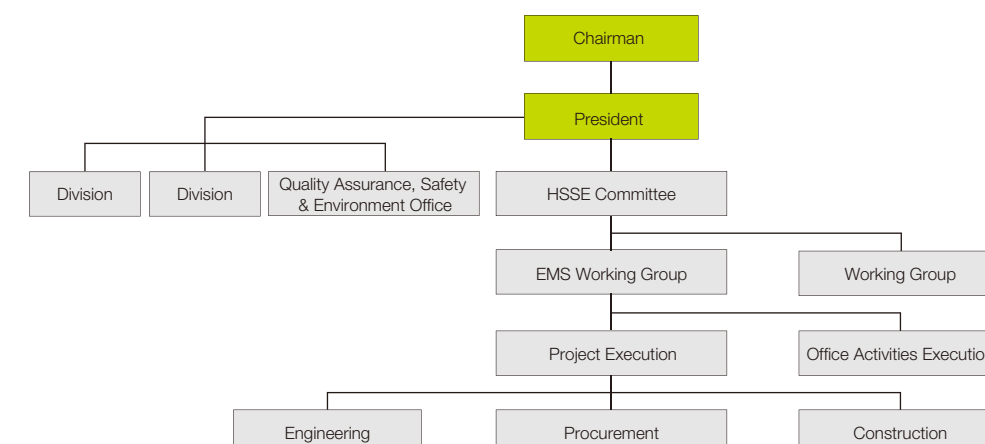 Chairman
President
Division
Division
Quality Assurance, Safety
& Environment Office
HSSE Committee
EMS Working Group
Working Group
Project Execution
Office Activities Executio
Engineering
Procurement
Construction